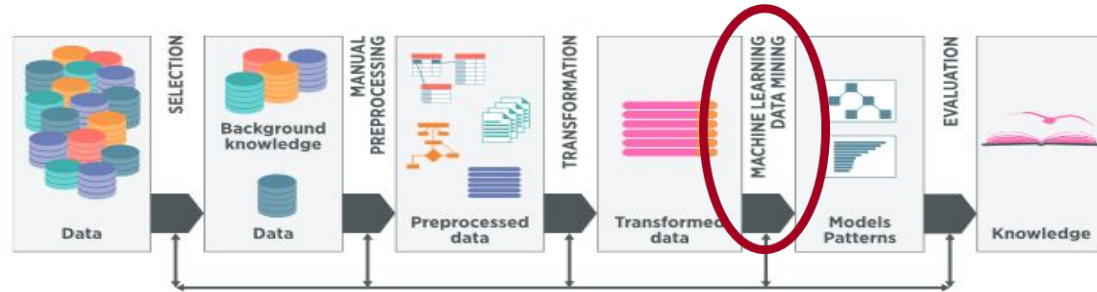 Data
SELECTION
Background
knowledge
Data
MANUAL
PREPROCESSING
Preprocessed
data
TRANSFORMATION
Transformed
data
MACHINE LEARNING
DATA MINING
Models
Patterns
EVALUATION
Knowledge